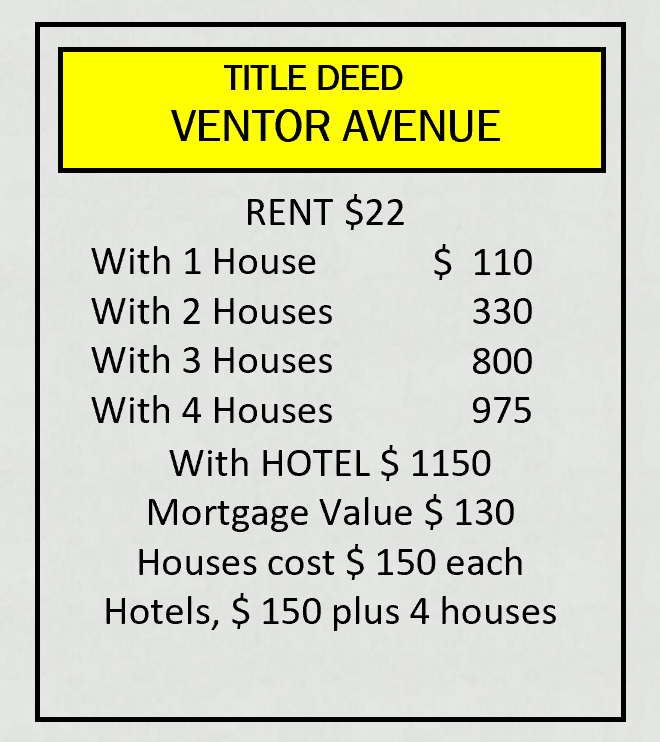 TITLE DEED
VENTOR AVENUE
RENT $22
With 1 House $ 110
With 2 Houses 330
With 3 Houses 800
With 4 Houses 975
With HOTEL $ 1150
Mortgage Value $ 130
Houses cost $ 150 each
Hotels, $ 150 plus 4 houses